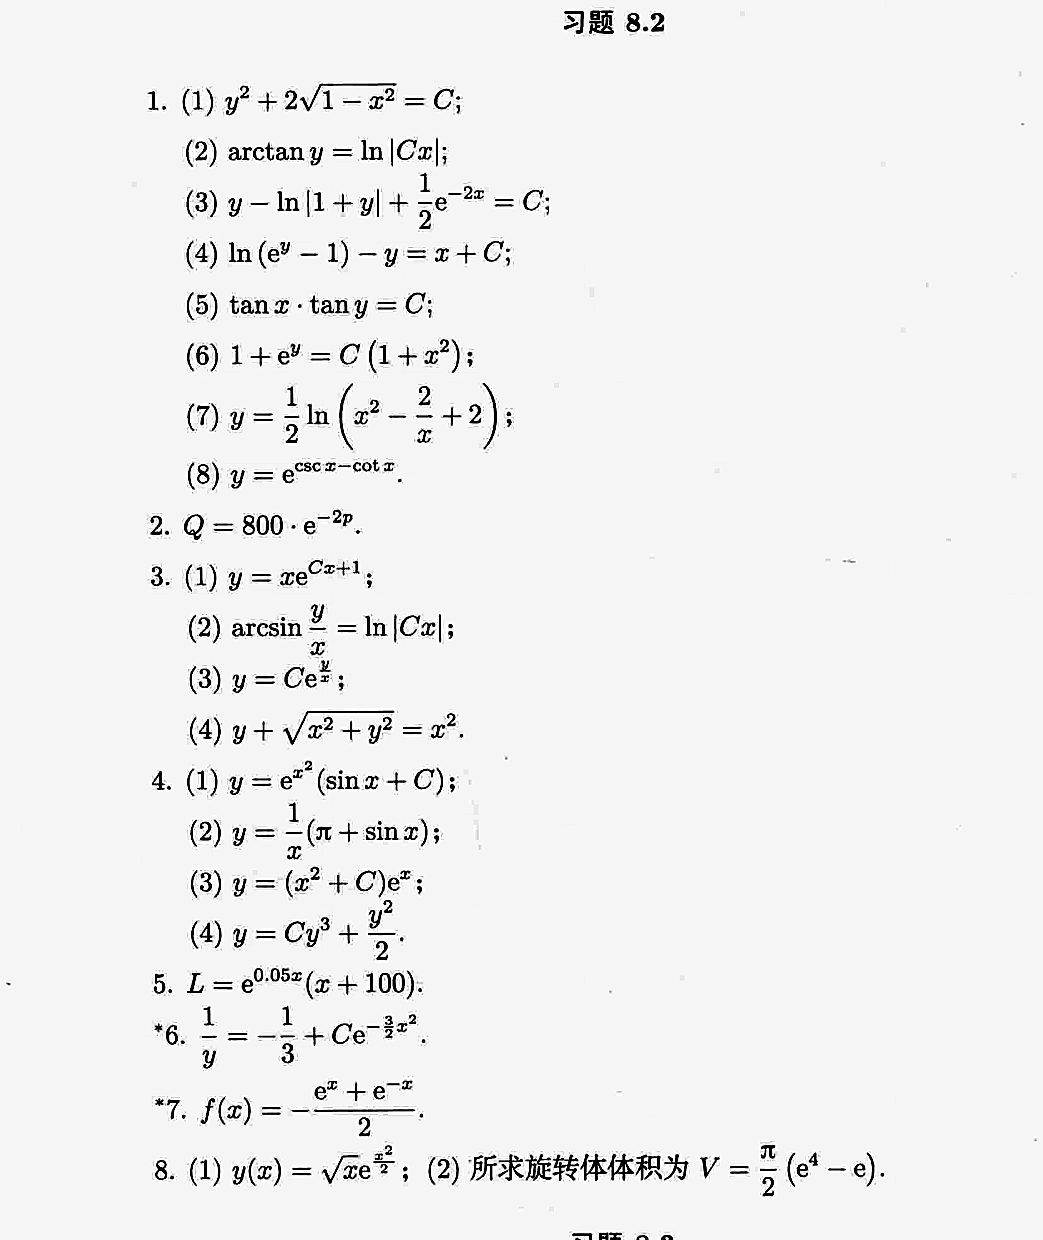 习题 8.2
1. (1) y² + 2√(1 − x²) = C;
(2) arctan y = ln |Cx|;
(3) y − ln |1 + y| + 1/2 e^(−2x) = C;
(4) ln (e^y − 1) − y = x + C;
(5) tan x · tan y = C;
(6) 1 + e^y = C (1 + x²);
(7) y = 1/2 ln (x² − 2/x + 2);
(8) y = e^(csc x−cot x).
2. Q = 800 · e^(−2p).
3. (1) y = xe^(Cx+1);
(2) arcsin y/x = ln |Cx|;
(3) y = Ce^(y/x);
(4) y + √(x² + y²) = x².
4. (1) y = e^(x²) (sin x + C);
(2) y = 1/x (π + sin x);
(3) y = (x² + C)e^x;
(4) y = Cy³ + y²/2.
5. L = e^(0.05x) (x + 100).
*6. 1/y = −1/3 + Ce^(−3/2 x²).
*7. f(x) = −(e^x + e^(−x))/2.
8. (1) y(x) = √x e^(x²/2); (2) 所求旋转体体积为 V = π/2 (e⁴ − e).